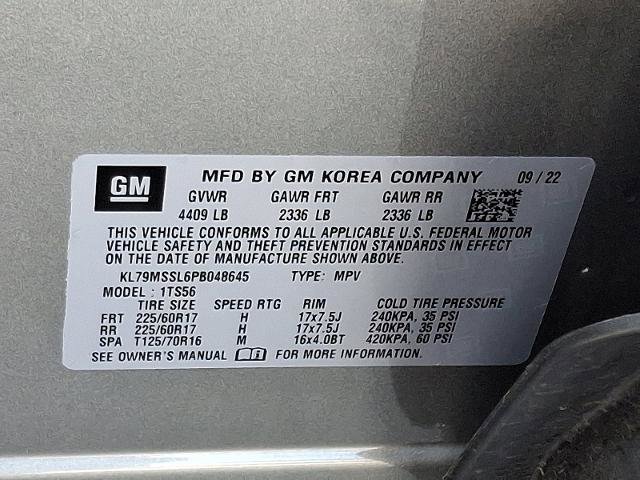 GM MFD BY GM KOREA COMPANY 09 / 22
GVWR GAWR FRT GAWR RR
4409 LB 2336 LB 2336 LB
THIS VEHICLE CONFORMS TO ALL APPLICABLE U.S. FEDERAL MOTOR
VEHICLE SAFETY AND THEFT PREVENTION STANDARDS IN EFFECT
ON THE DATE OF MANUFACTURE SHOWN ABOVE.
KL79MSSL6PB048645 TYPE: MPV
MODEL : 1TS56
TIRE SIZE SPEED RTG RIM COLD TIRE PRESSURE
FRT 225/60R17 H 17x7.5J 240KPA, 35 PSI
RR 225/60R17 H 17x7.5J 240KPA, 35 PSI
SPA T125/70R16 M 16x4.0BT 420KPA, 60 PSI
SEE OWNER'S MANUAL FOR MORE INFORMATION.